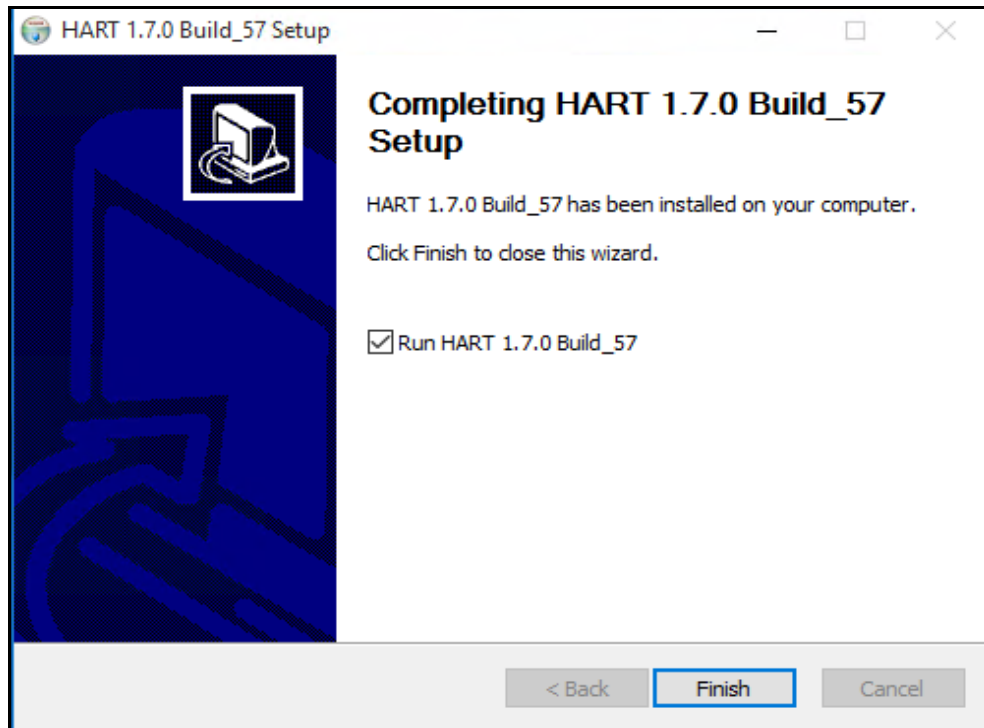 HART 1.7.0 Build_57 Setup
Completing HART 1.7.0 Build_57
Setup
HART 1.7.0 Build_57 has been installed on your computer.
Click Finish to close this wizard.
Run HART 1.7.0 Build_57
< Back
Finish
Cancel